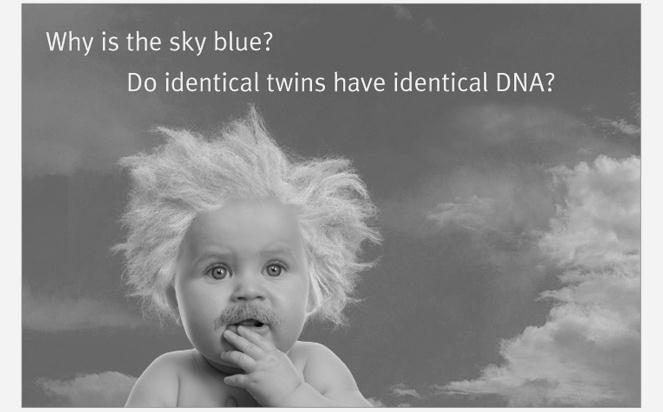 Why is the sky blue?
Do identical twins have identical DNA?